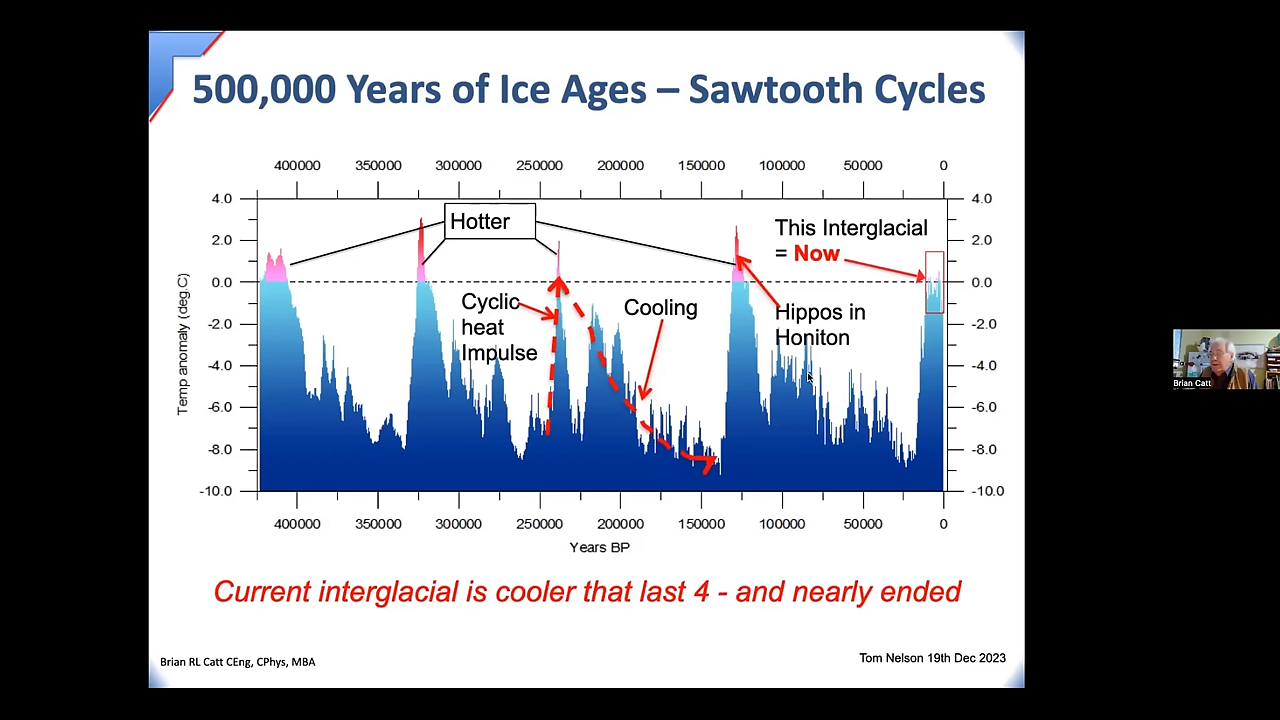 500,000 Years of Ice Ages – Sawtooth Cycles
400000 350000 300000 250000 200000 150000 100000 50000 0
4.0 4.0
2.0 2.0
0.0 0.0
-2.0 -2.0
-4.0 -4.0
-6.0 -6.0
-8.0 -8.0
-10.0 -10.0
Temp anomaly (deg.C)
Hotter
This Interglacial
= Now
Cyclic
heat
Impulse
Cooling
Hippos in
Honiton
400000 350000 300000 250000 200000 150000 100000 50000 0
Years BP
Current interglacial is cooler that last 4 - and nearly ended
Brian RL Catt CEng, CPhys, MBA
Tom Nelson 19th Dec 2023
Brian Catt